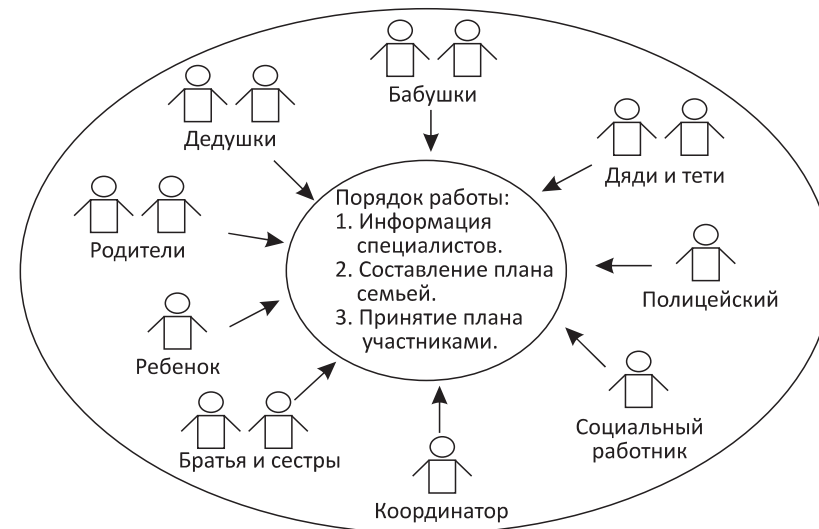 Бабушки
Дедушки
Дяди и тети
Родители
Порядок работы:
1. Информация
специалистов.
2. Составление плана
семьей.
3. Принятие плана
участниками.
Полицейский
Ребенок
Социальный
работник
Братья и сестры
Координатор